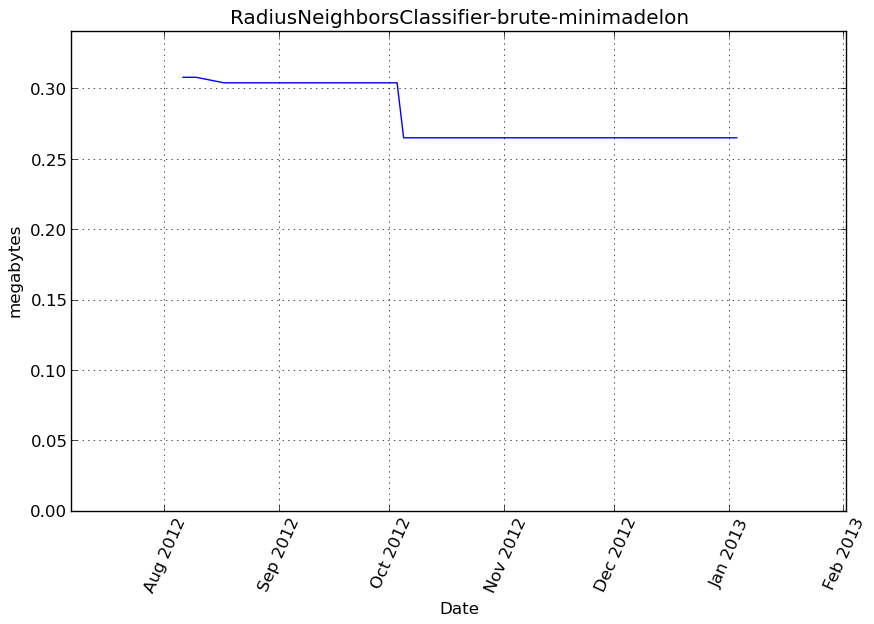 RadiusNeighborsClassifier-brute-minimadelon
0.30
0.25
0.20
0.15
0.10
0.05
0.00
megabytes
Aug 2012
Sep 2012
Oct 2012
Nov 2012
Dec 2012
Jan 2013
Feb 2013
Date